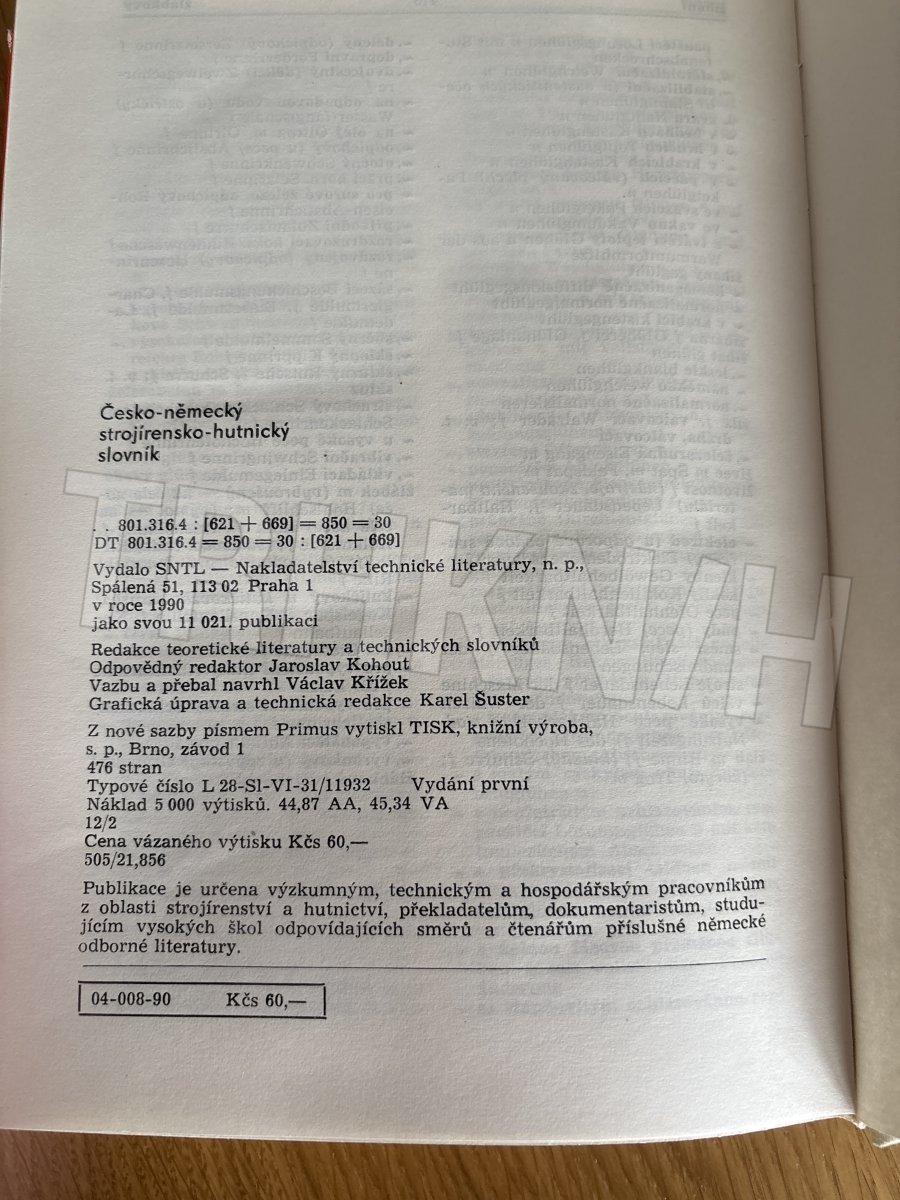 Česko-německý
strojírensko-hutnický
slovník
. . 801.316.4 : [621 + 669] = 850 = 30
DT 801.316.4 = 850 = 30 : [621 + 669]
Vydalo SNTL — Nakladatelství technické literatury, n. p.,
Spálená 51, 113 02 Praha 1
v roce 1990
jako svou 11 021. publikaci
Redakce teoretické literatury a technických slovníků
Odpovědný redaktor Jaroslav Kohout
Vazbu a přebal navrhl Václav Křížek
Grafická úprava a technická redakce Karel Šuster
Z nové sazby písmem Primus vytiskl TISK, knižní výroba,
s. p., Brno, závod 1
476 stran
Typové číslo L 28-Sl-VI-31/11932 Vydání první
Náklad 5 000 výtisků. 44,87 AA, 45,34 VA
12/2
Cena vázaného výtisku Kčs 60,—
505/21,856
Publikace je určena výzkumným, technickým a hospodářským pracovníkům
z oblasti strojírenství a hutnictví, překladatelům, dokumentaristům, studu-
jícím vysokých škol odpovídajících směrů a čtenářům příslušné německé
odborné literatury.
04-008-90 Kčs 60,—
TRHKNIH